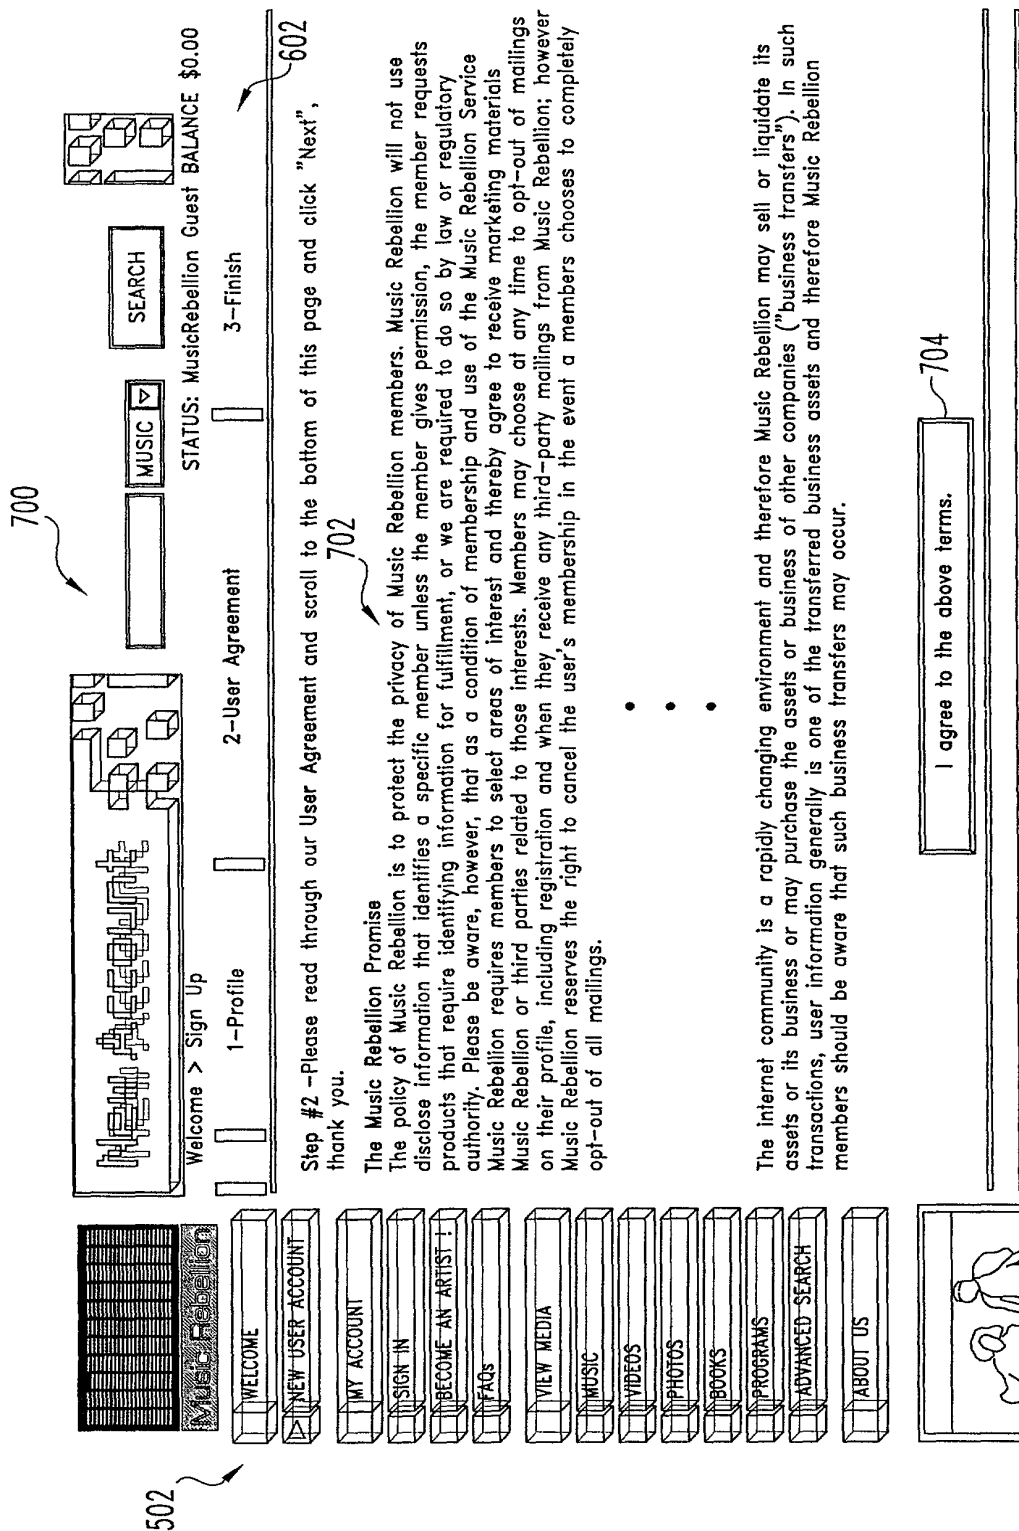 700
MUSIC
SEARCH
STATUS: MusicRebellion Guest BALANCE $0.00
Welcome > Sign Up
1-Profile
2-User Agreement
3-Finish
602
Music Rebellion
502
WELCOME
NEW USER ACCOUNT
MY ACCOUNT
SIGN IN
BECOME AN ARTIST !
FAQs
VIEW MEDIA
MUSIC
VIDEOS
PHOTOS
BOOKS
PROGRAMS
ADVANCED SEARCH
ABOUT US
Step #2 -Please read through our User Agreement and scroll to the bottom of this page and click "Next",
thank you.
702
The Music Rebellion Promise
The policy of Music Rebellion is to protect the privacy of Music Rebellion members. Music Rebellion will not use
disclose information that identifies a specific member unless the member gives permission, the member requests
products that require identifying information for fulfillment, or we are required to do so by law or regulatory
authority. Please be aware, however, that as a condition of membership and use of the Music Rebellion Service
Music Rebellion requires members to select areas of interest and thereby agree to receive marketing materials
Music Rebellion or third parties related to those interests. Members may choose at any time to opt-out of mailings
on their profile, including registration and when they receive any third-party mailings from Music Rebellion; however
Music Rebellion reserves the right to cancel the user's membership in the event a members chooses to completely
opt-out of all mailings.
The internet community is a rapidly changing environment and therefore Music Rebellion may sell or liquidate its
assets or its business or may purchase the assets or business of other companies ("business transfers"). In such
transactions, user information generally is one of the transferred business assets and therefore Music Rebellion
members should be aware that such business transfers may occur.
I agree to the above terms.
704